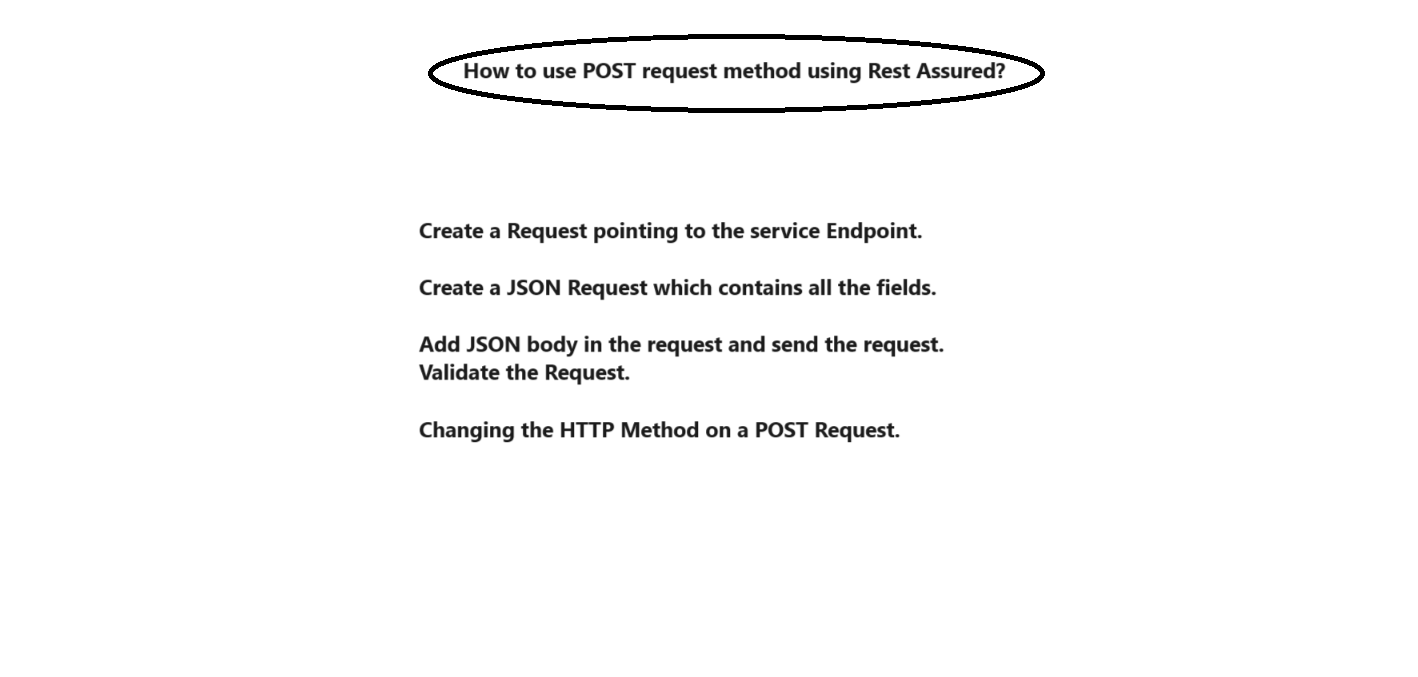 How to use POST request method using Rest Assured?
Create a Request pointing to the service Endpoint.
Create a JSON Request which contains all the fields.
Add JSON body in the request and send the request.
Validate the Request.
Changing the HTTP Method on a POST Request.